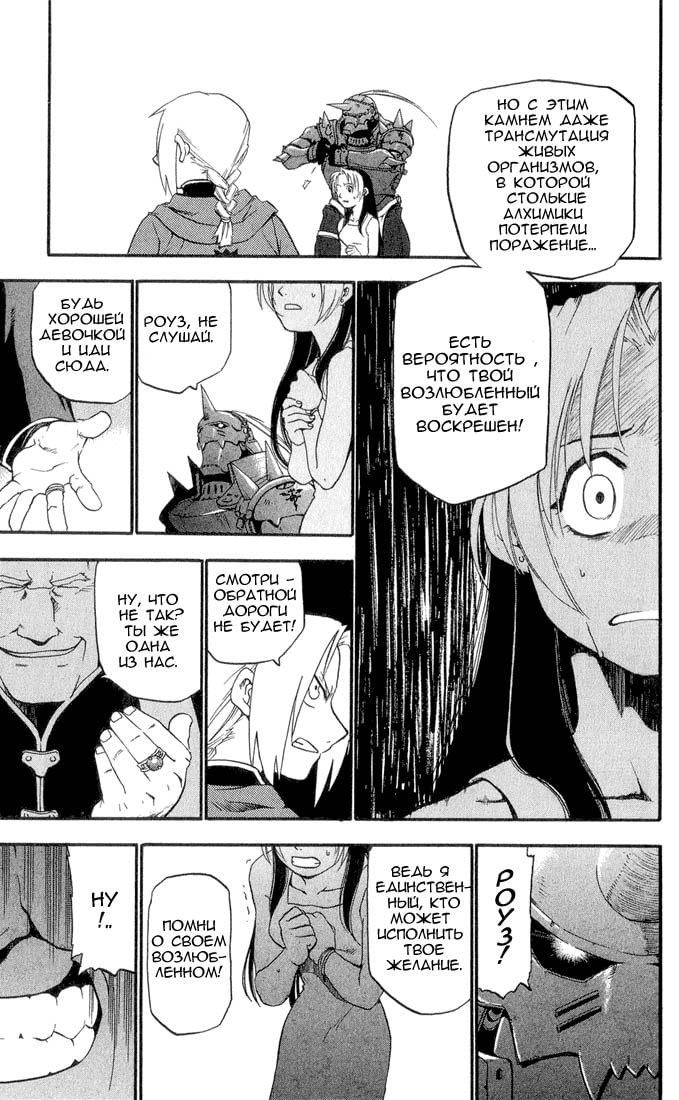 НО С ЭТИМ
КАМНЕМ ДАЖЕ
ТРАНСМУТАЦИЯ
ЖИВЫХ
ОРГАНИЗМОВ,
В КОТОРОЙ
СТОЛЬКИЕ
АЛХИМИКИ
ПОТЕРПЕЛИ
ПОРАЖЕНИЕ...
ЕСТЬ
ВЕРОЯТНОСТЬ ,
ЧТО ТВОЙ
ВОЗЛЮБЛЕННЫЙ
БУДЕТ
ВОСКРЕШЕН!
РОУЗ, НЕ
СЛУШАЙ.
БУДЬ
ХОРОШЕЙ
ДЕВОЧКОЙ
И ИДИ
СЮДА.
СМОТРИ –
ОБРАТНОЙ
ДОРОГИ
НЕ БУДЕТ!
НУ, ЧТО
НЕ ТАК?
ТЫ ЖЕ
ОДНА
ИЗ НАС.
РОУЗ!
ВЕДЬ Я
ЕДИНСТВЕН-
НЫЙ, КТО
МОЖЕТ
ИСПОЛНИТЬ
ТВОЕ
ЖЕЛАНИЕ.
ПОМНИ
О СВОЕМ
ВОЗЛЮБ-
ЛЕННОМ!
НУ
!..